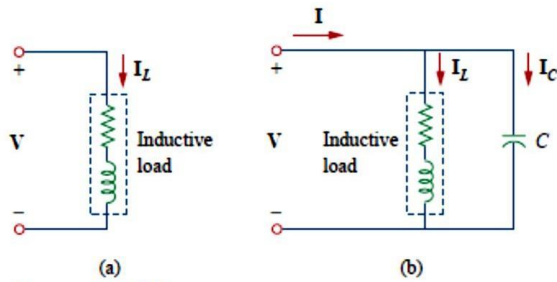 I
I_L
I_L
I_C
+
+
V
Inductive
load
V
Inductive
load
C
–
–
(a)
(b)